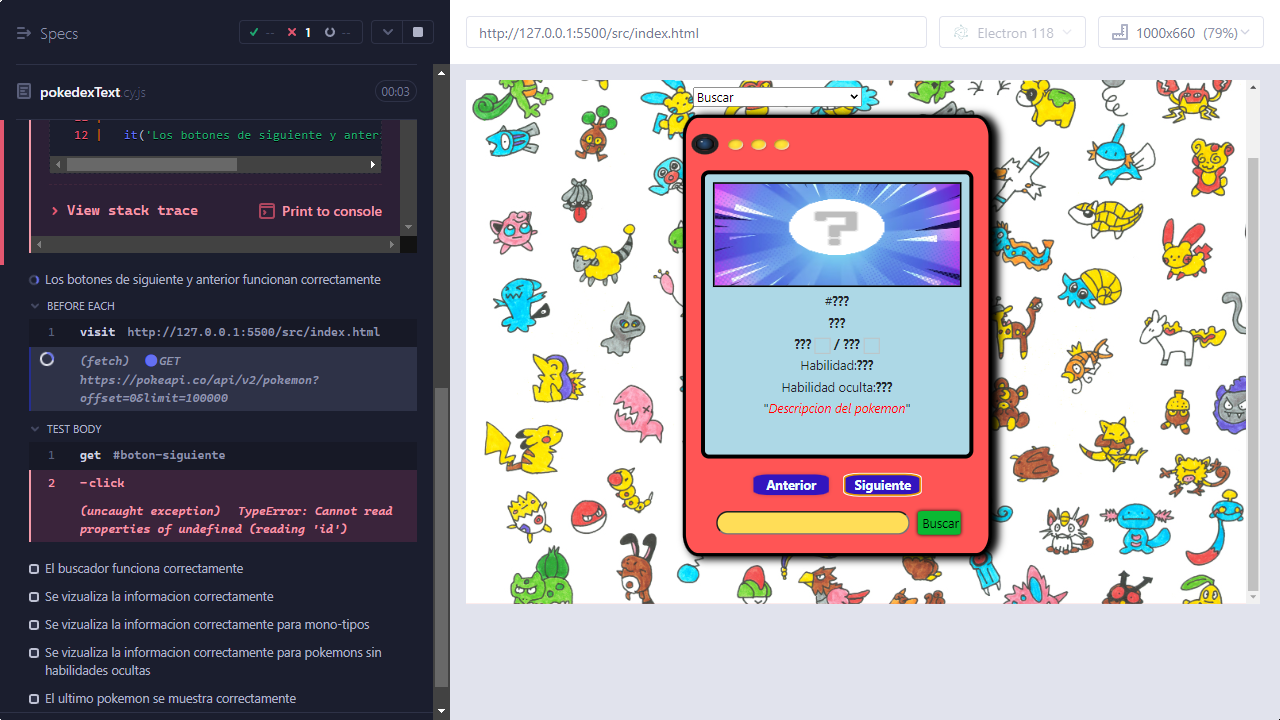 Specs
-- 1 --
pokedexText.cy.js 00:03
12 | it('Los botones de siguiente y anter
View stack trace Print to console
Los botones de siguiente y anterior funcionan correctamente
BEFORE EACH
1 visit http://127.0.0.1:5500/src/index.html
(fetch) GET
https://pokeapi.co/api/v2/pokemon?
offset=0&limit=100000
TEST BODY
1 get #boton-siguiente
2 -click
(uncaught exception) TypeError: Cannot read
properties of undefined (reading 'id')
El buscador funciona correctamente
Se vizualiza la informacion correctamente
Se vizualiza la informacion correctamente para mono-tipos
Se vizualiza la informacion correctamente para pokemons sin
habilidades ocultas
El ultimo pokemon se muestra correctamente
http://127.0.0.1:5500/src/index.html
Electron 118
1000x660 (79%)
Buscar
?
#???
???
??? / ???
Habilidad:???
Habilidad oculta:???
"Descripcion del pokemon"
Anterior Siguiente
Buscar